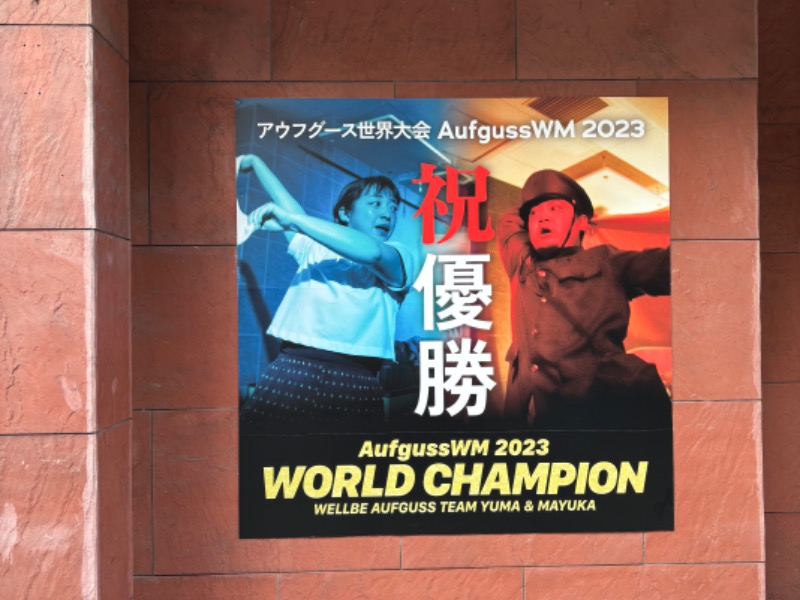 アウフグース世界大会 AufgussWM 2023
祝優勝
AufgussWM 2023
WORLD CHAMPION
WELLBE AUFGUSS TEAM YUMA & MAYUKA